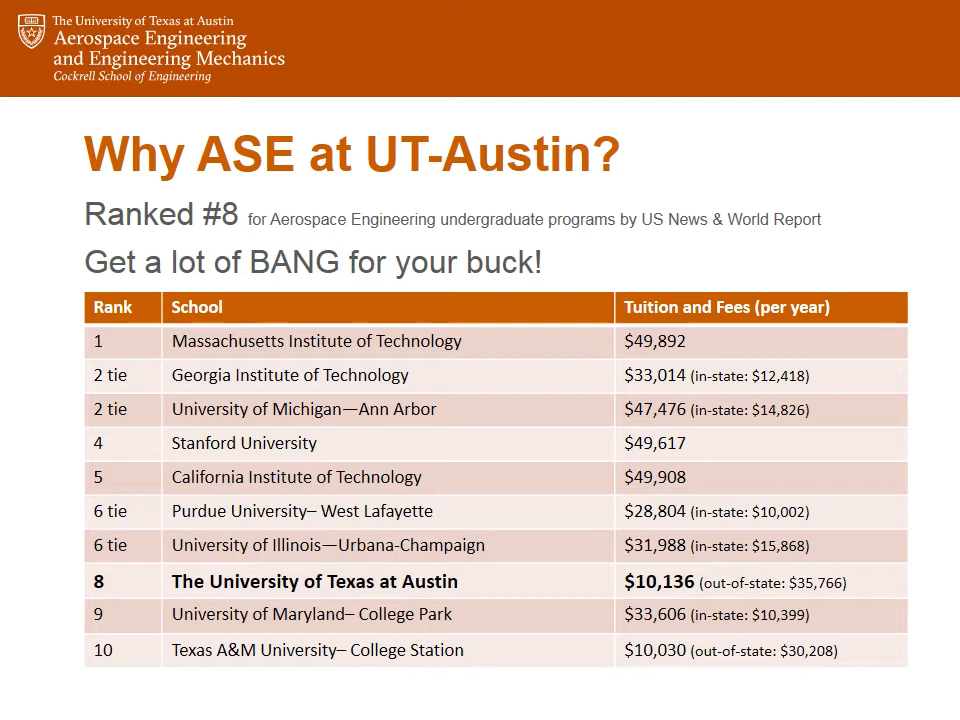 The University of Texas at Austin
Aerospace Engineering
and Engineering Mechanics
Cockrell School of Engineering
Why ASE at UT-Austin?
Ranked #8 for Aerospace Engineering undergraduate programs by US News & World Report
Get a lot of BANG for your buck!
Rank School Tuition and Fees (per year)
1 Massachusetts Institute of Technology $49,892
2 tie Georgia Institute of Technology $33,014 (in-state: $12,418)
2 tie University of Michigan—Ann Arbor $47,476 (in-state: $14,826)
4 Stanford University $49,617
5 California Institute of Technology $49,908
6 tie Purdue University– West Lafayette $28,804 (in-state: $10,002)
6 tie University of Illinois—Urbana-Champaign $31,988 (in-state: $15,868)
8 The University of Texas at Austin $10,136 (out-of-state: $35,766)
9 University of Maryland– College Park $33,606 (in-state: $10,399)
10 Texas A&M University– College Station $10,030 (out-of-state: $30,208)